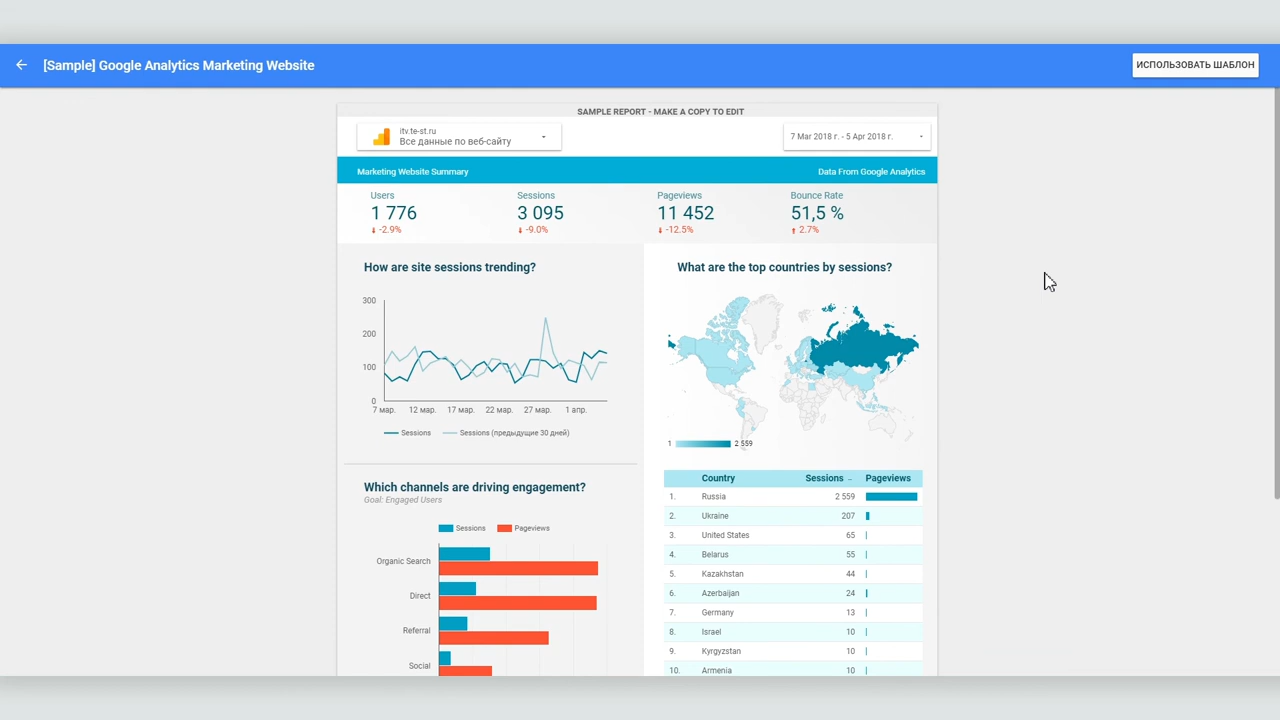 [Sample] Google Analytics Marketing Website
ИСПОЛЬЗОВАТЬ ШАБЛОН
SAMPLE REPORT - MAKE A COPY TO EDIT
itv.te-st.ru
Все данные по веб-сайту
7 Mar 2018 г. - 5 Apr 2018 г.
Marketing Website Summary
Data From Google Analytics
Users Sessions Pageviews Bounce Rate
1 776 3 095 11 452 51,5 %
-2.9% -9.0% -12.5% 2.7%
How are site sessions trending?
300
200
100
0
7 мар. 12 мар. 17 мар. 22 мар. 27 мар. 1 апр.
Sessions Sessions (предыдущие 30 дней)
Which channels are driving engagement?
Goal: Engaged Users
Sessions Pageviews
Organic Search
Direct
Referral
Social
What are the top countries by sessions?
1 2 559
Country Sessions Pageviews
1. Russia 2 559
2. Ukraine 207
3. United States 65
4. Belarus 55
5. Kazakhstan 44
6. Azerbaijan 24
7. Germany 13
8. Israel 10
9. Kyrgyzstan 10
10. Armenia 10